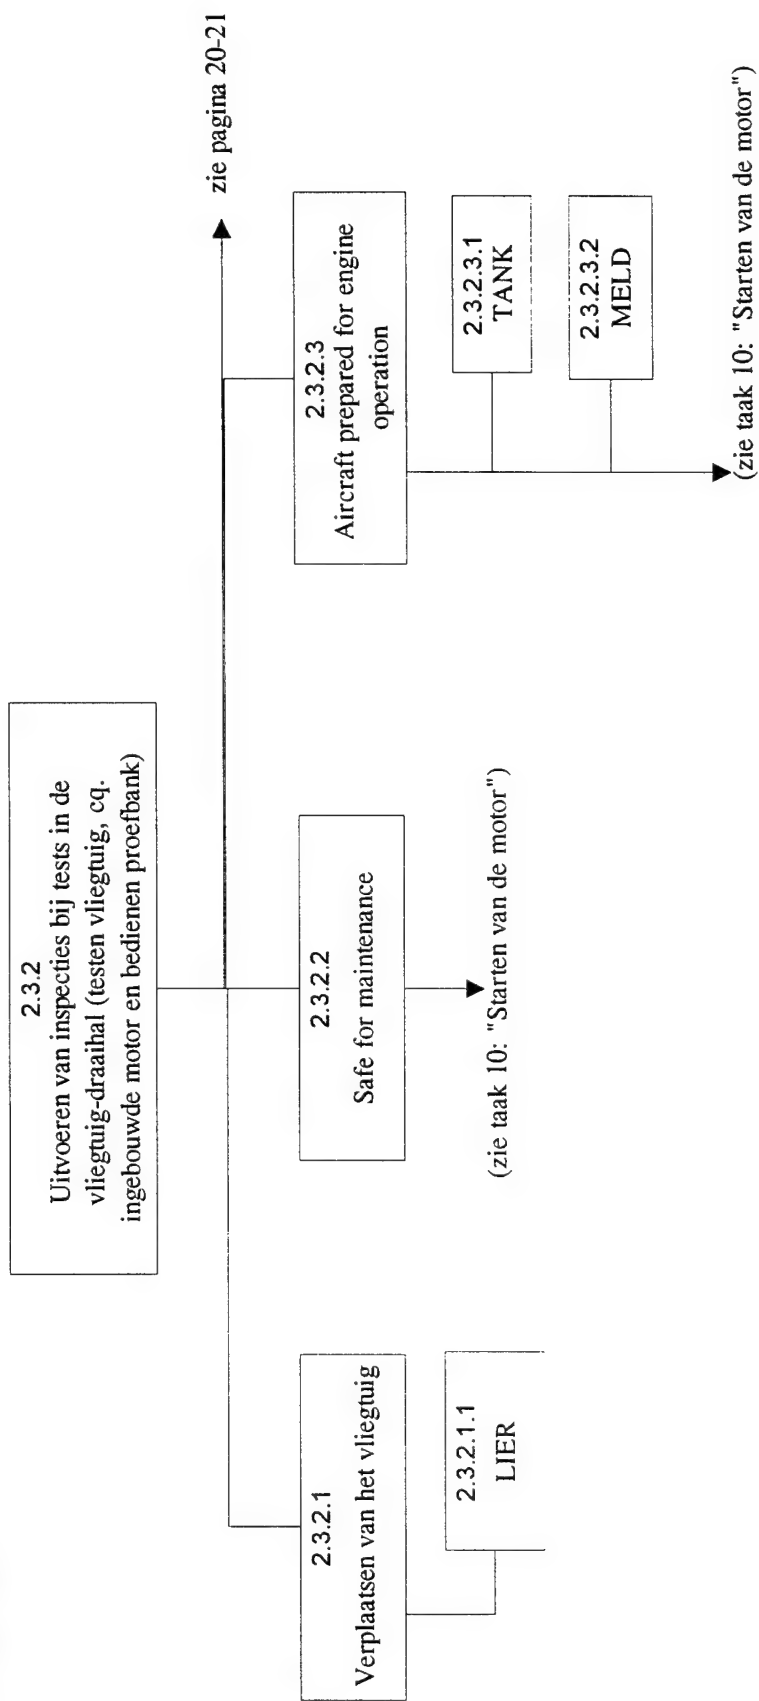 2.3.2
Uitvoeren van inspecties bij tests in de
vliegtuig-draaihal (testen vliegtuig, cq.
ingebouwde motor en bedienen proefbank)
zie pagina 20-21
2.3.2.1
Verplaatsen van het vliegtuig
2.3.2.1.1
LIER
2.3.2.2
Safe for maintenance
(zie taak 10: "Starten van de motor")
2.3.2.3
Aircraft prepared for engine
operation
2.3.2.3.1
TANK
2.3.2.3.2
MELD
(zie taak 10: "Starten van de motor")